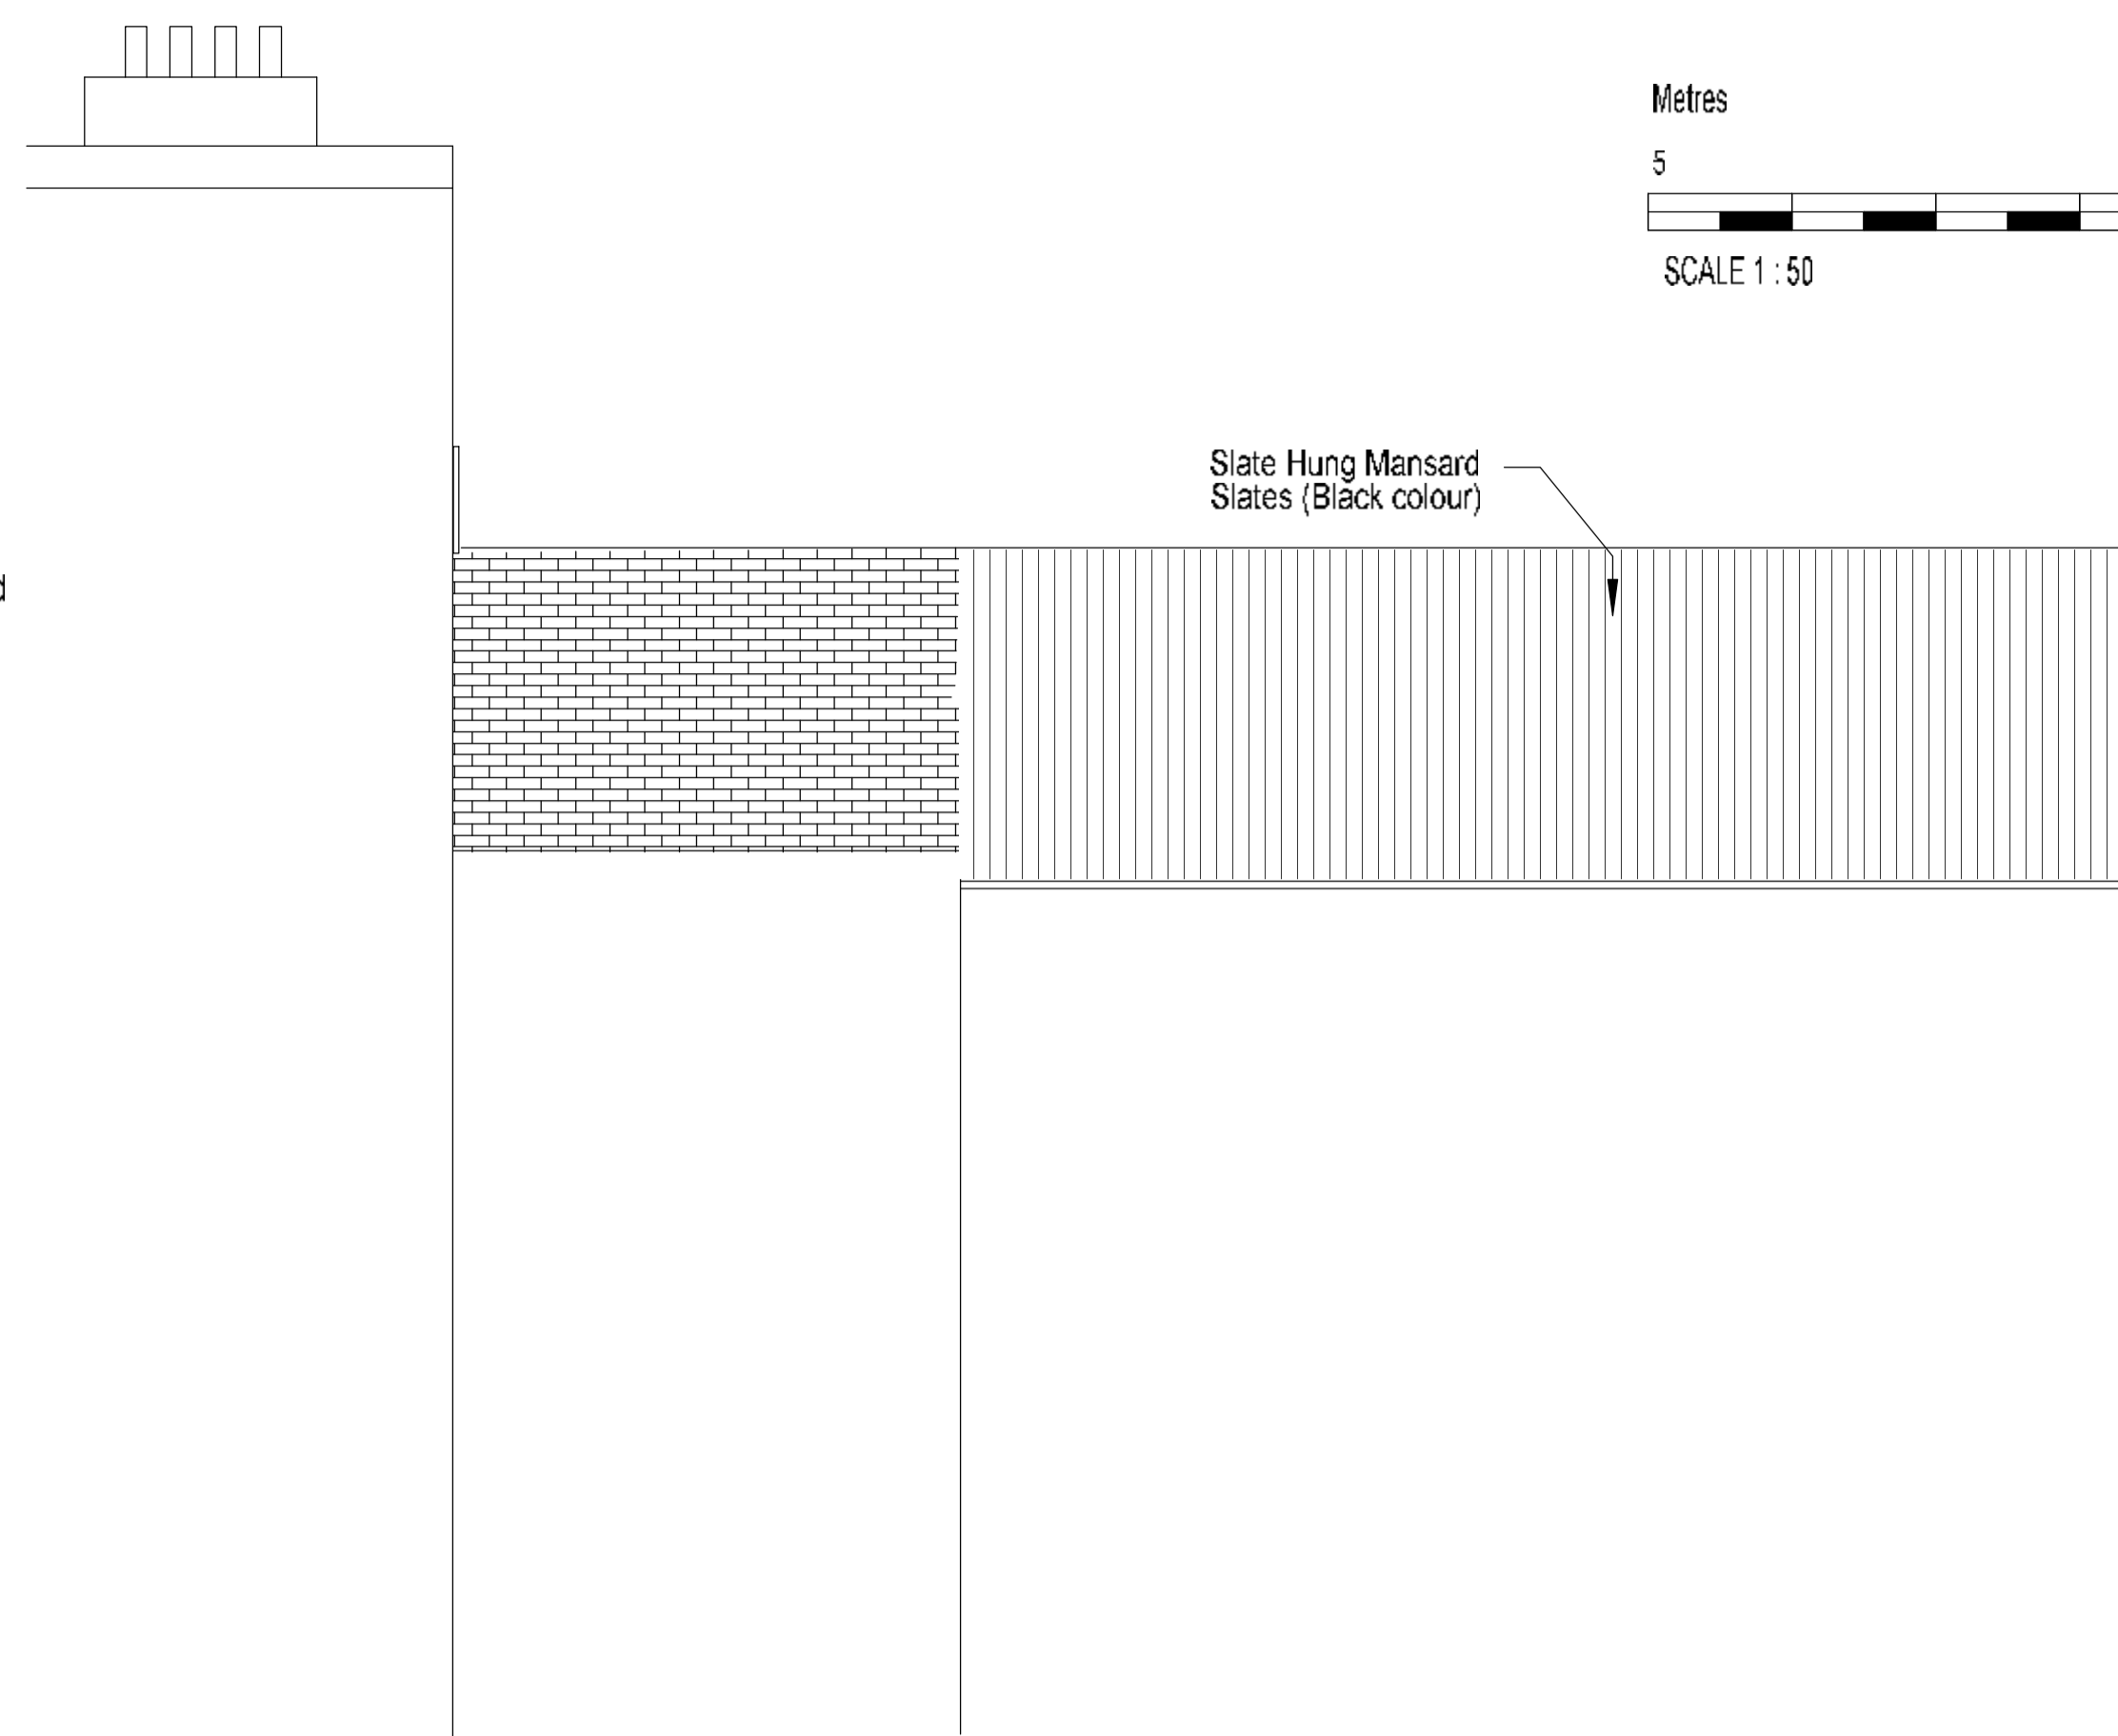 Metres
5
SCALE 1 : 50
Slate Hung Mansard
Slates (Black colour)